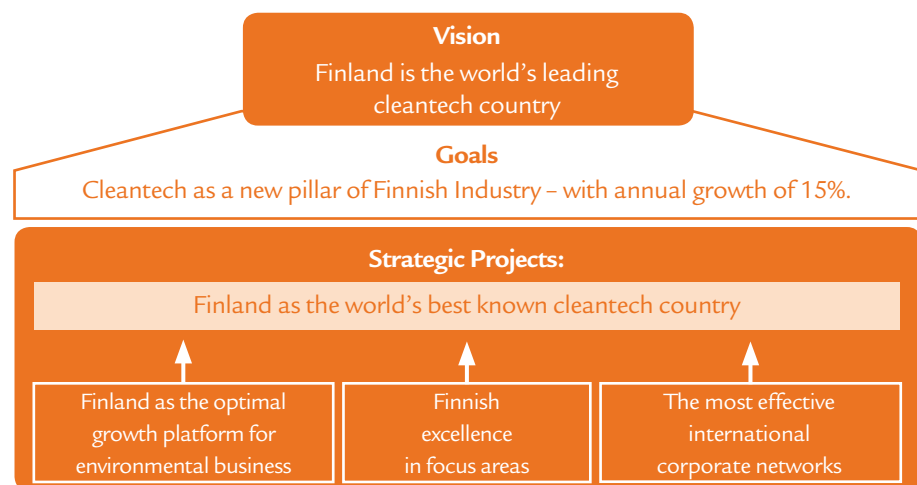 Vision
Finland is the world’s leading
cleantech country
Goals
Cleantech as a new pillar of Finnish Industry – with annual growth of 15%.
Strategic Projects:
Finland as the world’s best known cleantech country
Finland as the optimal
growth platform for
environmental business
Finnish
excellence
in focus areas
The most effective
international
corporate networks